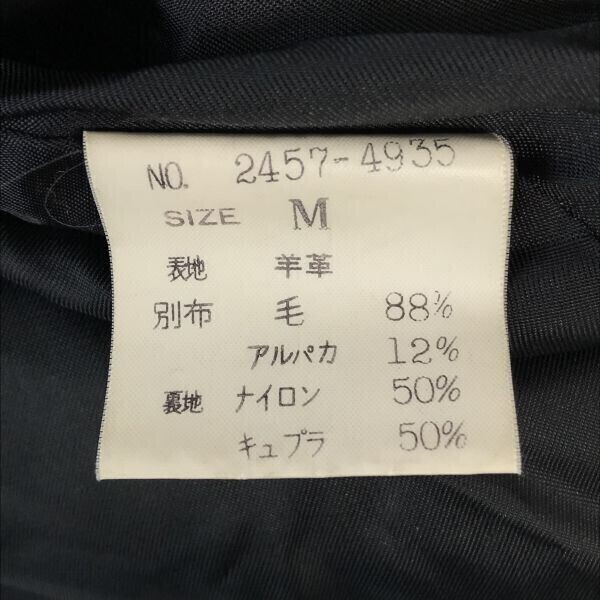 NO. 2457-4935
SIZE M
表地 羊革
別布 毛 88%
アルパカ 12%
裏地 ナイロン 50%
キュプラ 50%